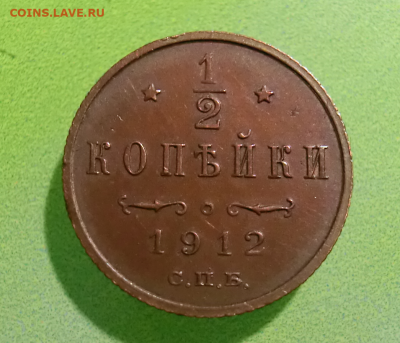 COINS.LAVE.RU
1/2
КОПѢЙКИ
1912
С.П.Б.